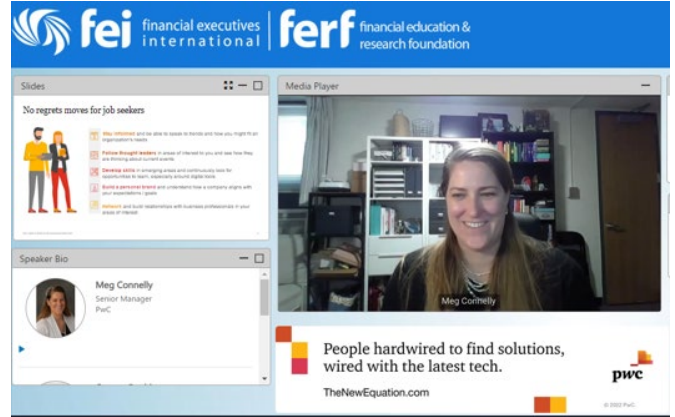 fei financial executives international
ferf financial education & research foundation
Slides
Media Player
No regrets moves for job seekers
Stay informed and be able to speak to trends and how you might fit an
organization's needs
Follow thought leaders in areas of interest to you and see how they
are thinking about current events
Develop skills in emerging areas and continuously look for
opportunities to learn, especially around digital tools
Build a personal brand and understand how a company aligns with
your expectations / goals
Network and build relationships with business professionals in your
areas of interest
Speaker Bio
Meg Connelly
Senior Manager
PwC
Meg Connelly
People hardwired to find solutions,
wired with the latest tech.
TheNewEquation.com
pwc
© 2022 PwC.